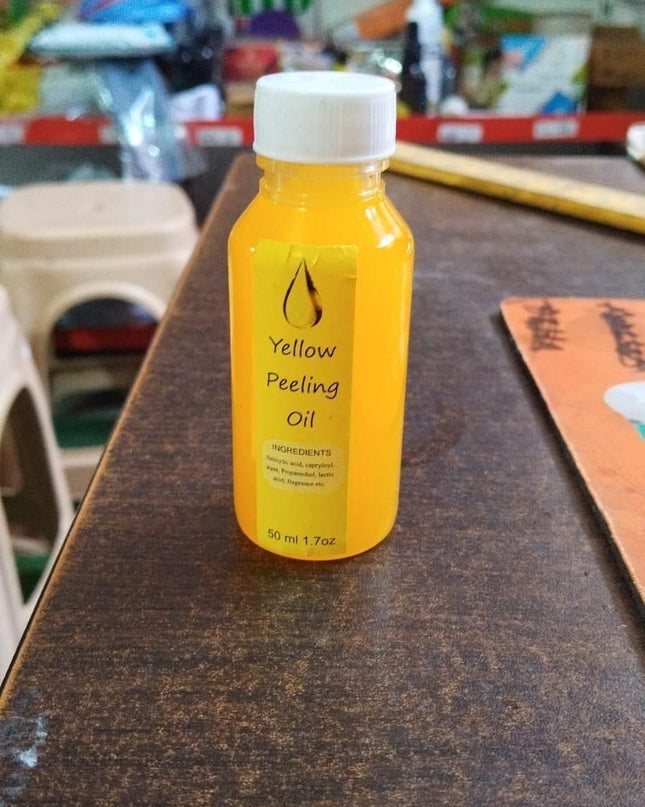 Yellow
Peeling
Oil
INGREDIENTS
Salicylic acid,
Propanediol, lactic
acid, fragrance etc.
50 ml 1.7oz